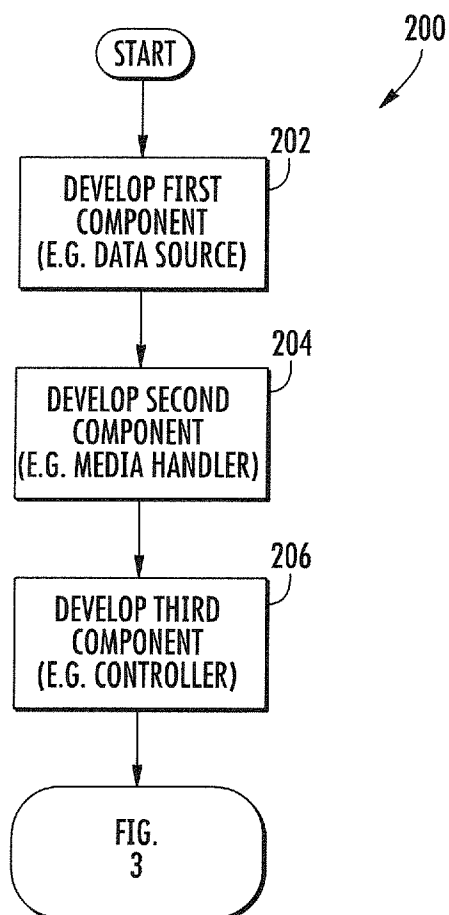 200
START
202
DEVELOP FIRST
COMPONENT
(E.G. DATA SOURCE)
204
DEVELOP SECOND
COMPONENT
(E.G. MEDIA HANDLER)
206
DEVELOP THIRD
COMPONENT
(E.G. CONTROLLER)
FIG.
3